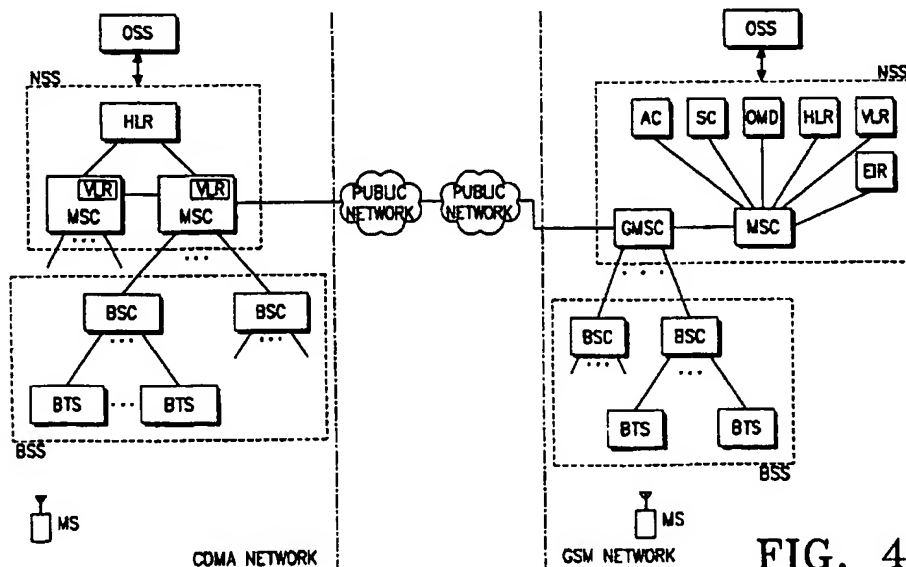 OSS
NSS
HLR
VLR
MSC
VLR
MSC
BSC
BSC
BTS
BTS
BSS
MS
CDMA NETWORK
PUBLIC
NETWORK
PUBLIC
NETWORK
OSS
NSS
AC
SC
OMD
HLR
VLR
EIR
GMSC
MSC
BSC
BSC
BTS
BTS
BSS
MS
GSM NETWORK
FIG. 4